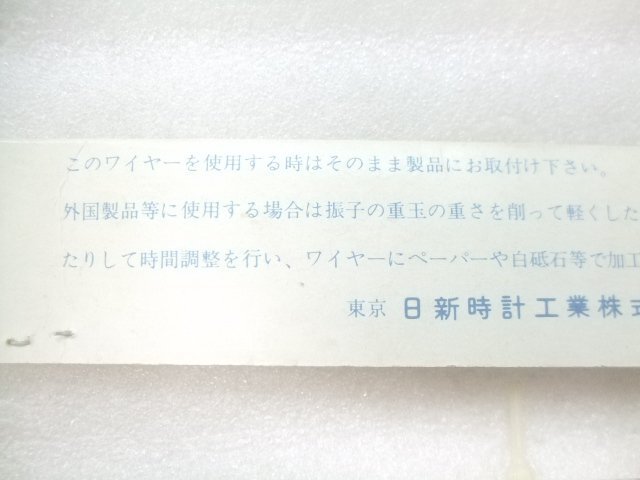 このワイヤーを使用する時はそのまま製品にお取付け下さい。
外国製品等に使用する場合は振子の重玉の重さを削って軽くした
たりして時間調整を行い、ワイヤーにペーパーや白砥石等で加工
東京 日新時計工業株式